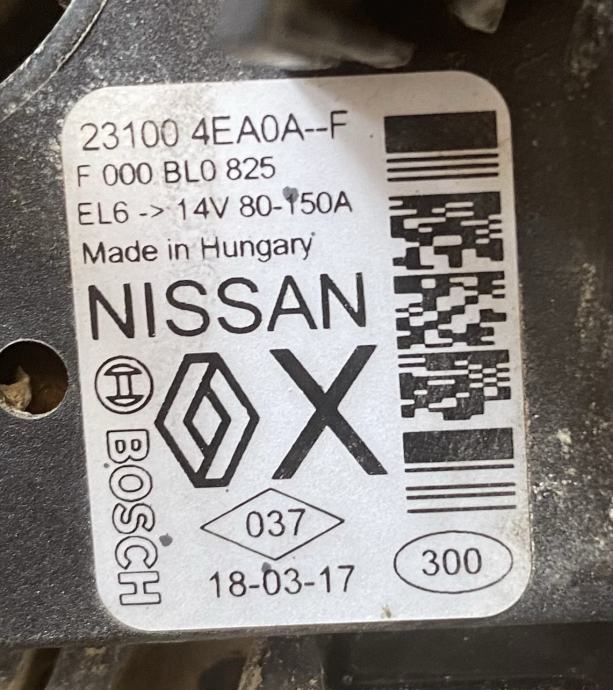 23100 4EA0A--F
F 000 BL0 825
EL6 -> 14V 80-150A
Made in Hungary
NISSAN
X
BOSCH
037
18-03-17
300